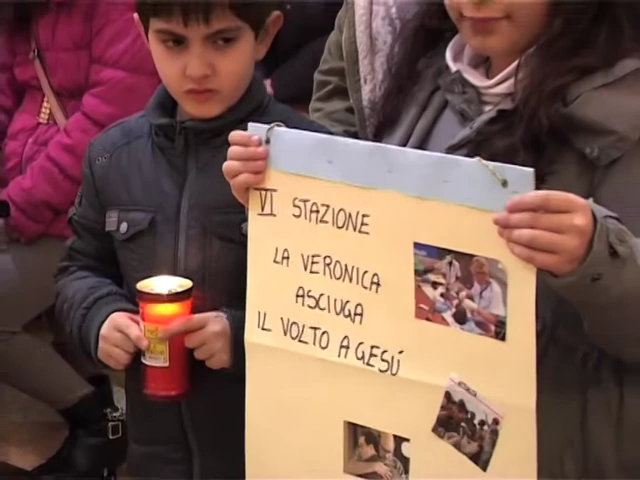 VI STAZIONE
LA VERONICA
ASCIUGA
IL VOLTO A GESÚ